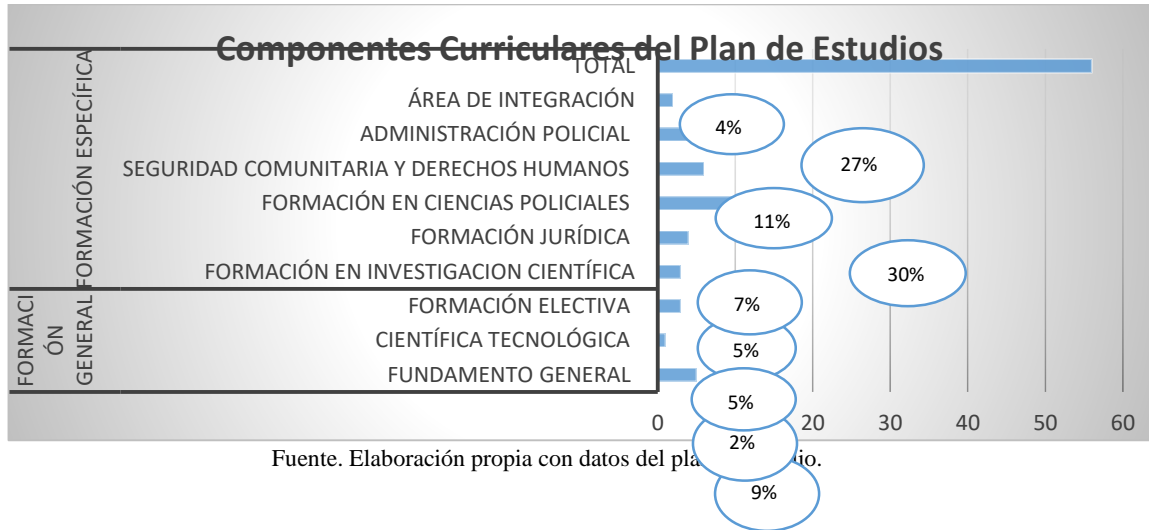 Componentes Curriculares del Plan de Estudios
FORMACIÓN ESPECÍFICA
TOTAL
ÁREA DE INTEGRACIÓN
4%
ADMINISTRACIÓN POLICIAL
27%
SEGURIDAD COMUNITARIA Y DERECHOS HUMANOS
FORMACIÓN EN CIENCIAS POLICIALES
11%
FORMACIÓN JURÍDICA
30%
FORMACIÓN EN INVESTIGACION CIENTÍFICA
FORMACI
ÓN
GENERAL
FORMACIÓN ELECTIVA
7%
CIENTÍFICA TECNOLÓGICA
5%
FUNDAMENTO GENERAL
5%
0 20 30 40 50 60
2%
Fuente. Elaboración propia con datos del
9%